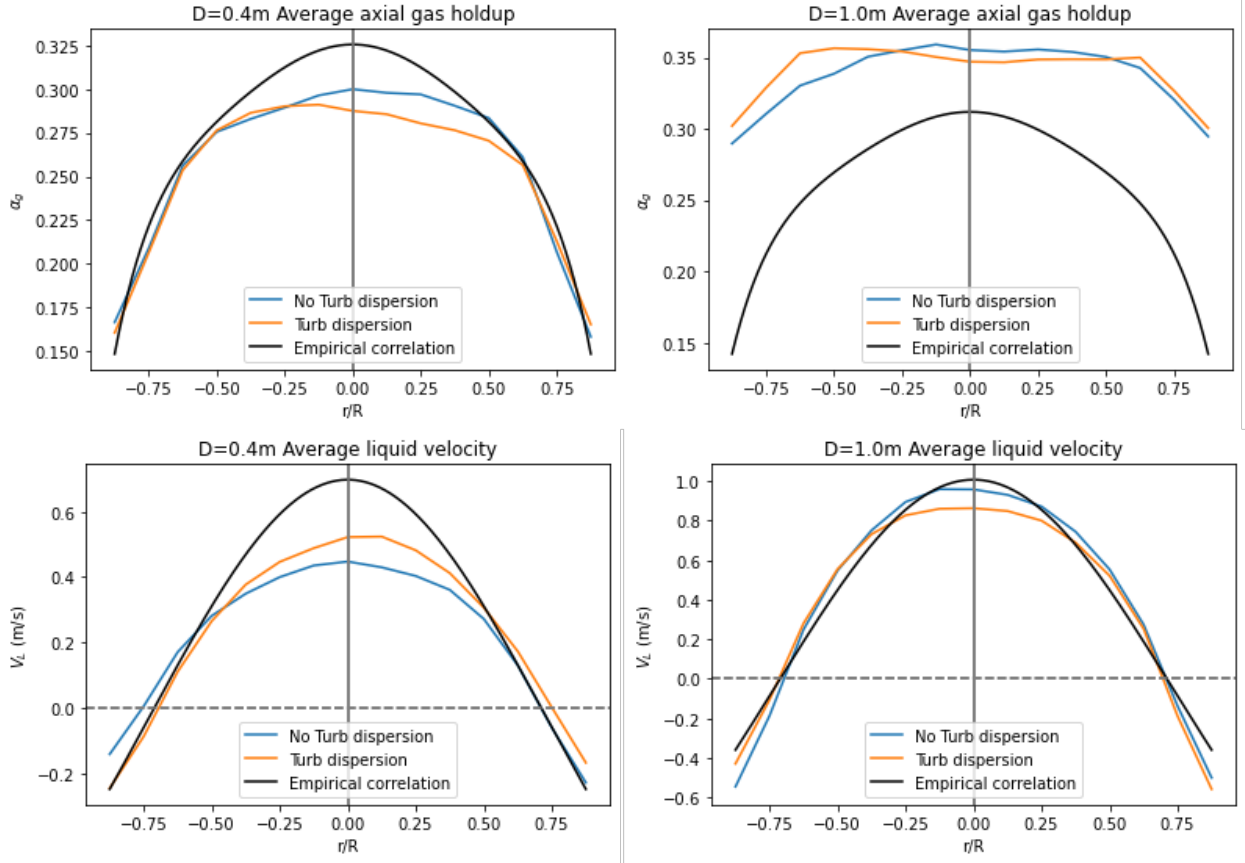 D=0.4m Average axial gas holdup
0.325
0.300
0.275
0.250
0.225
0.200
0.175
0.150
α_g
No Turb dispersion
Turb dispersion
Empirical correlation
−0.75 −0.50 −0.25 0.00 0.25 0.50 0.75
r/R
D=1.0m Average axial gas holdup
0.35
0.30
0.25
0.20
0.15
α_g
No Turb dispersion
Turb dispersion
Empirical correlation
−0.75 −0.50 −0.25 0.00 0.25 0.50 0.75
r/R
D=0.4m Average liquid velocity
0.6
0.4
0.2
0.0
−0.2
V_L (m/s)
No Turb dispersion
Turb dispersion
Empirical correlation
−0.75 −0.50 −0.25 0.00 0.25 0.50 0.75
r/R
D=1.0m Average liquid velocity
1.0
0.8
0.6
0.4
0.2
0.0
−0.2
−0.4
−0.6
V_L (m/s)
No Turb dispersion
Turb dispersion
Empirical correlation
−0.75 −0.50 −0.25 0.00 0.25 0.50 0.75
r/R